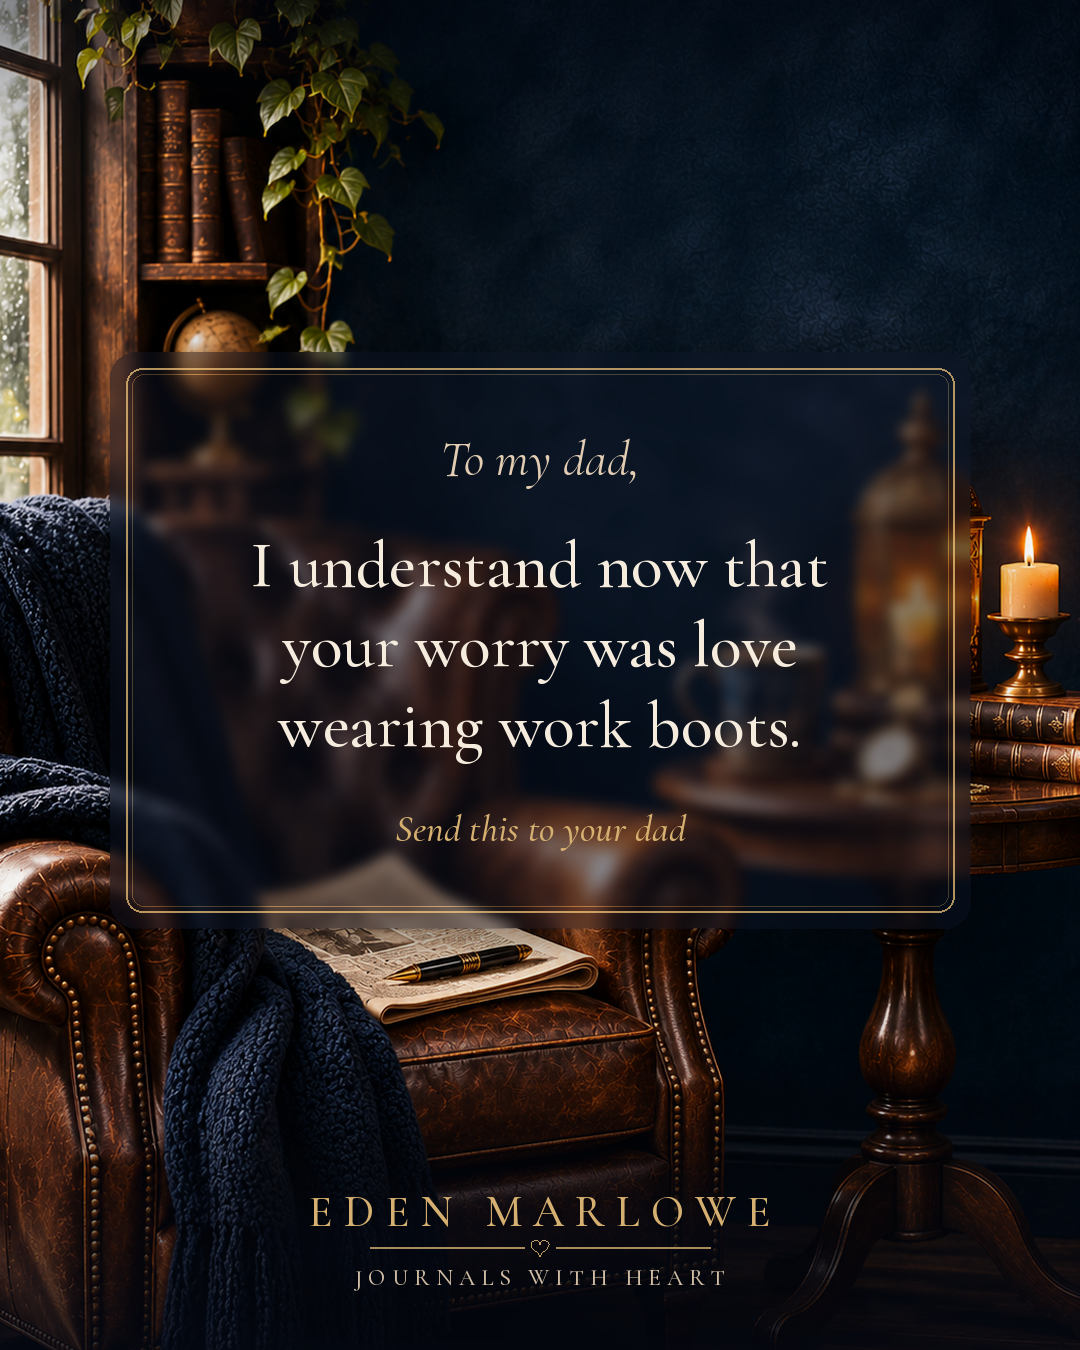 To my dad,
I understand now that
your worry was love
wearing work boots.
Send this to your dad
EDEN MARLOWE
JOURNALS WITH HEART